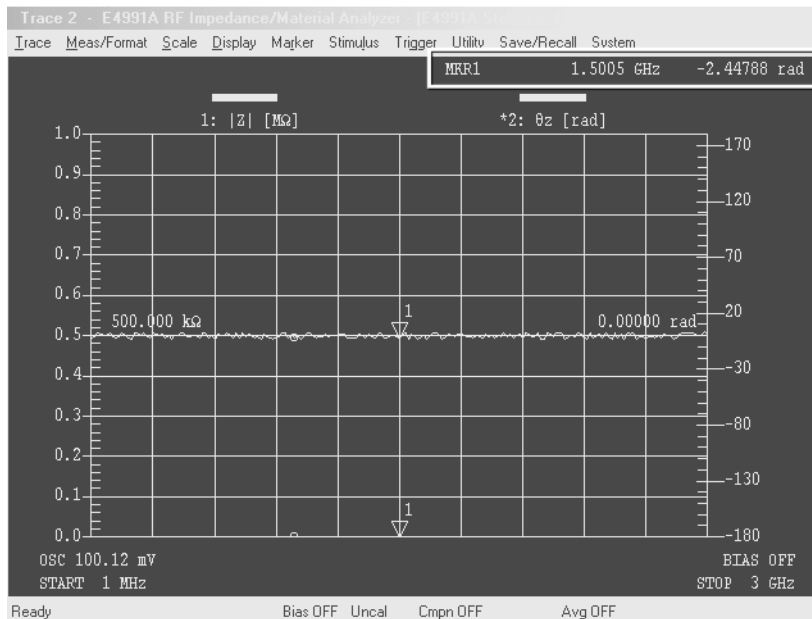 Trace 2 - E4991A RF Impedance/Material Analyzer
Trace Meas/Format Scale Display Marker Stimulus Trigger Utility Save/Recall System
MKR1 1.5005 GHz -2.44788 rad
1: |Z| [MΩ] *2: θz [rad]
1.0
170
0.9
0.8
120
0.7
70
0.6
20
1
500.000 kΩ 0.00000 rad
0.5
-30
0.4
0.3
-80
0.2
-130
0.1
1
0.0 -180
OSC 100.12 mV BIAS OFF
START 1 MHz STOP 3 GHz
Ready Bias OFF Uncal Cmpn OFF Avg OFF